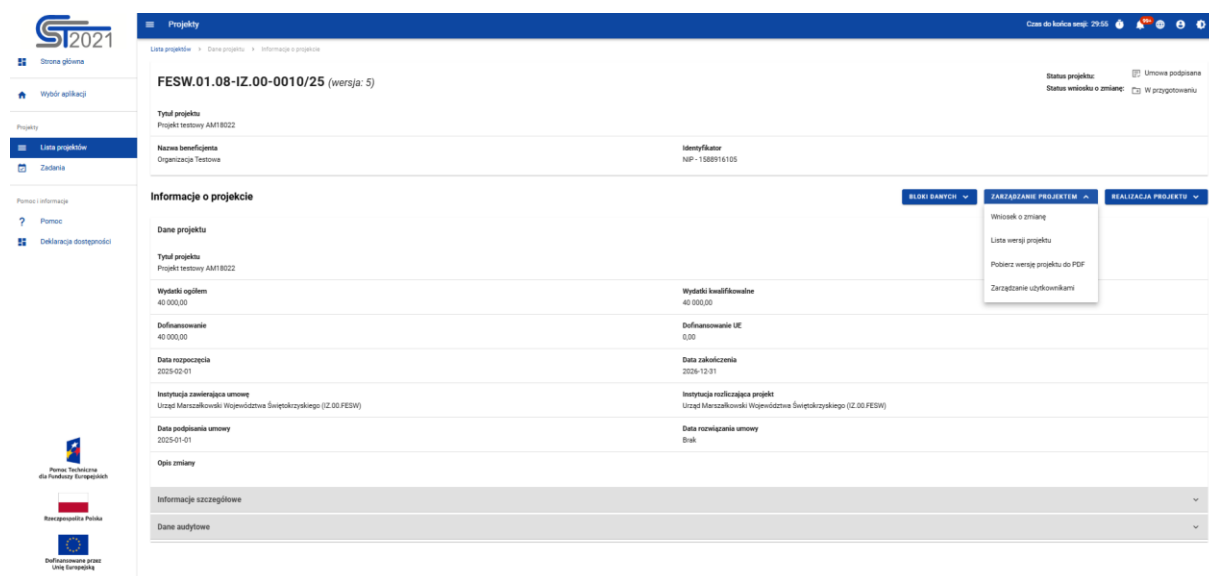 ST2021
Projekty
Czas do końca sesji: 29:55
99+
Strona główna
Wybór aplikacji
Projekty
Lista projektów
Zadania
Pomoc i informacja
Pomoc
Deklaracja dostępności
Pomoc Techniczna
dla Funduszy Europejskich
Rzeczpospolita Polska
Dofinansowane przez
Unię Europejską
Lista projektów > Dane projektu > Informacje o projekcie
FESW.01.08-IZ.00-0010/25 (wersja: 5)
Status projektu: Umowa podpisana
Status wniosku o zmianę: W przygotowaniu
Tytuł projektu
Projekt testowy AM18022
Nazwa beneficjenta Identyfikator
Organizacja Testowa NIP - 1588916105
Informacje o projekcie
BLOKI DANYCH ZARZĄDZANIE PROJEKTEM REALIZACJA PROJEKTU
Wniosek o zmianę
Lista wersji projektu
Pobierz wersję projektu do PDF
Zarządzanie użytkownikami
Dane projektu
Tytuł projektu
Projekt testowy AM18022
Wydatki ogółem Wydatki kwalifikowalne
40 000,00 40 000,00
Dofinansowanie Dofinansowanie UE
40 000,00 0,00
Data rozpoczęcia Data zakończenia
2025-02-01 2026-12-31
Instytucja zawierająca umowę Instytucja rozliczająca projekt
Urząd Marszałkowski Województwa Świętokrzyskiego (IZ.00.FESW) Urząd Marszałkowski Województwa Świętokrzyskiego (IZ.00.FESW)
Data podpisania umowy Data rozwiązania umowy
2025-01-01 Brak
Opis zmiany
Informacje szczegółowe
Dane audytowe